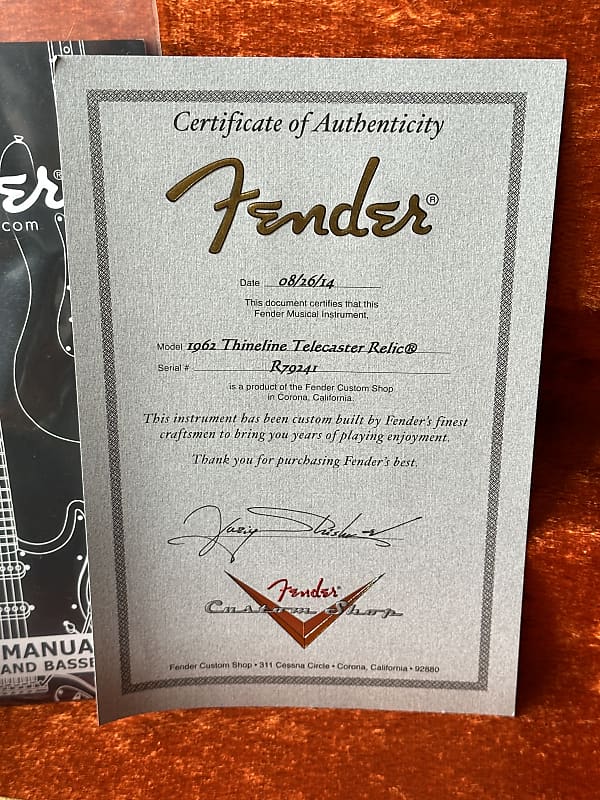 Certificate of Authenticity
Fender®
Date 08/26/14
This document certifies that this
Fender Musical Instrument,
Model 1962 Thineline Telecaster Relic®
Serial # R79241
is a product of the Fender Custom Shop
in Corona, California.
This instrument has been custom built by Fender's finest
craftsmen to bring you years of playing enjoyment.
Thank you for purchasing Fender's best.
Fender®
Custom Shop
Fender Custom Shop • 311 Cessna Circle • Corona, California • 92880
er®
com
MANUA
AND BASSE